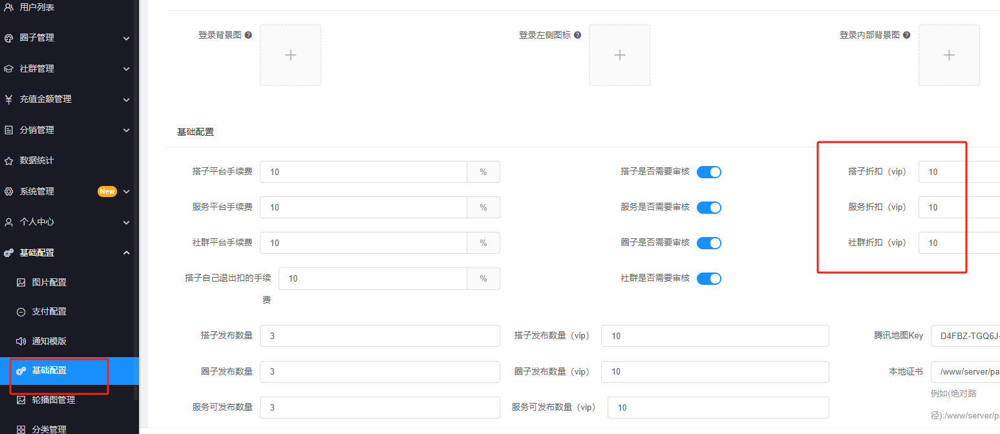 用户列表
圈子管理
社群管理
充值金额管理
分销管理
数据统计
系统管理 New
个人中心
基础配置
图片配置
支付配置
通知模版
基础配置
轮播图管理
分类管理
登录背景图 ?
登录左侧图标 ?
登录内部背景图 ?
基础配置
搭子平台手续费 10 % 搭子是否需要审核 搭子折扣（vip） 10
服务平台手续费 10 % 服务是否需要审核 服务折扣（vip） 10
社群平台手续费 10 % 圈子是否需要审核 社群折扣（vip） 10
搭子自己退出扣的手续 10 % 社群是否需要审核
费
搭子发布数量 3 搭子发布数量（vip） 10 腾讯地图Key D4FBZ-TGQ6J-
圈子发布数量 3 圈子发布数量（vip） 10 本地证书 /www/server/pa
例如(绝对路
服务可发布数量 3 服务可发布数量（vip） 10
径):/www/server/pa